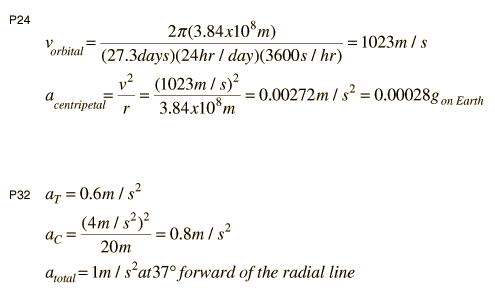 P24
v_orbital = 2π(3.84x10^8 m) / (27.3days)(24hr / day)(3600s / hr) = 1023m / s
a_centripetal = v^2 / r = (1023m / s)^2 / 3.84x10^8 m = 0.00272m / s^2 = 0.00028g_on Earth
P32
a_T = 0.6m / s^2
a_C = (4m / s^2)^2 / 20m = 0.8m / s^2
a_total = 1m / s^2 at37° forward of the radial line